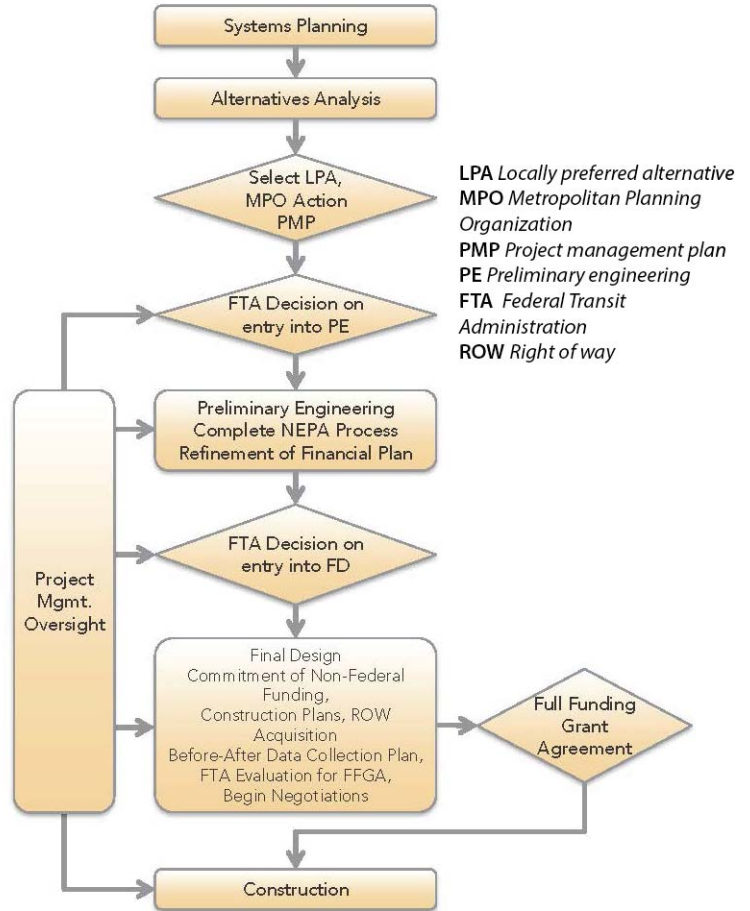 Systems Planning
Alternatives Analysis
Select LPA,
MPO Action
PMP
LPA Locally preferred alternative
MPO Metropolitan Planning
Organization
PMP Project management plan
PE Preliminary engineering
FTA Federal Transit
Administration
ROW Right of way
FTA Decision on
entry into PE
Preliminary Engineering
Complete NEPA Process
Refinement of Financial Plan
FTA Decision on
entry into FD
Project
Mgmt.
Oversight
Final Design
Commitment of Non-Federal
Funding,
Construction Plans, ROW
Acquisition
Before-After Data Collection Plan,
FTA Evaluation for FFGA,
Begin Negotiations
Full Funding
Grant
Agreement
Construction